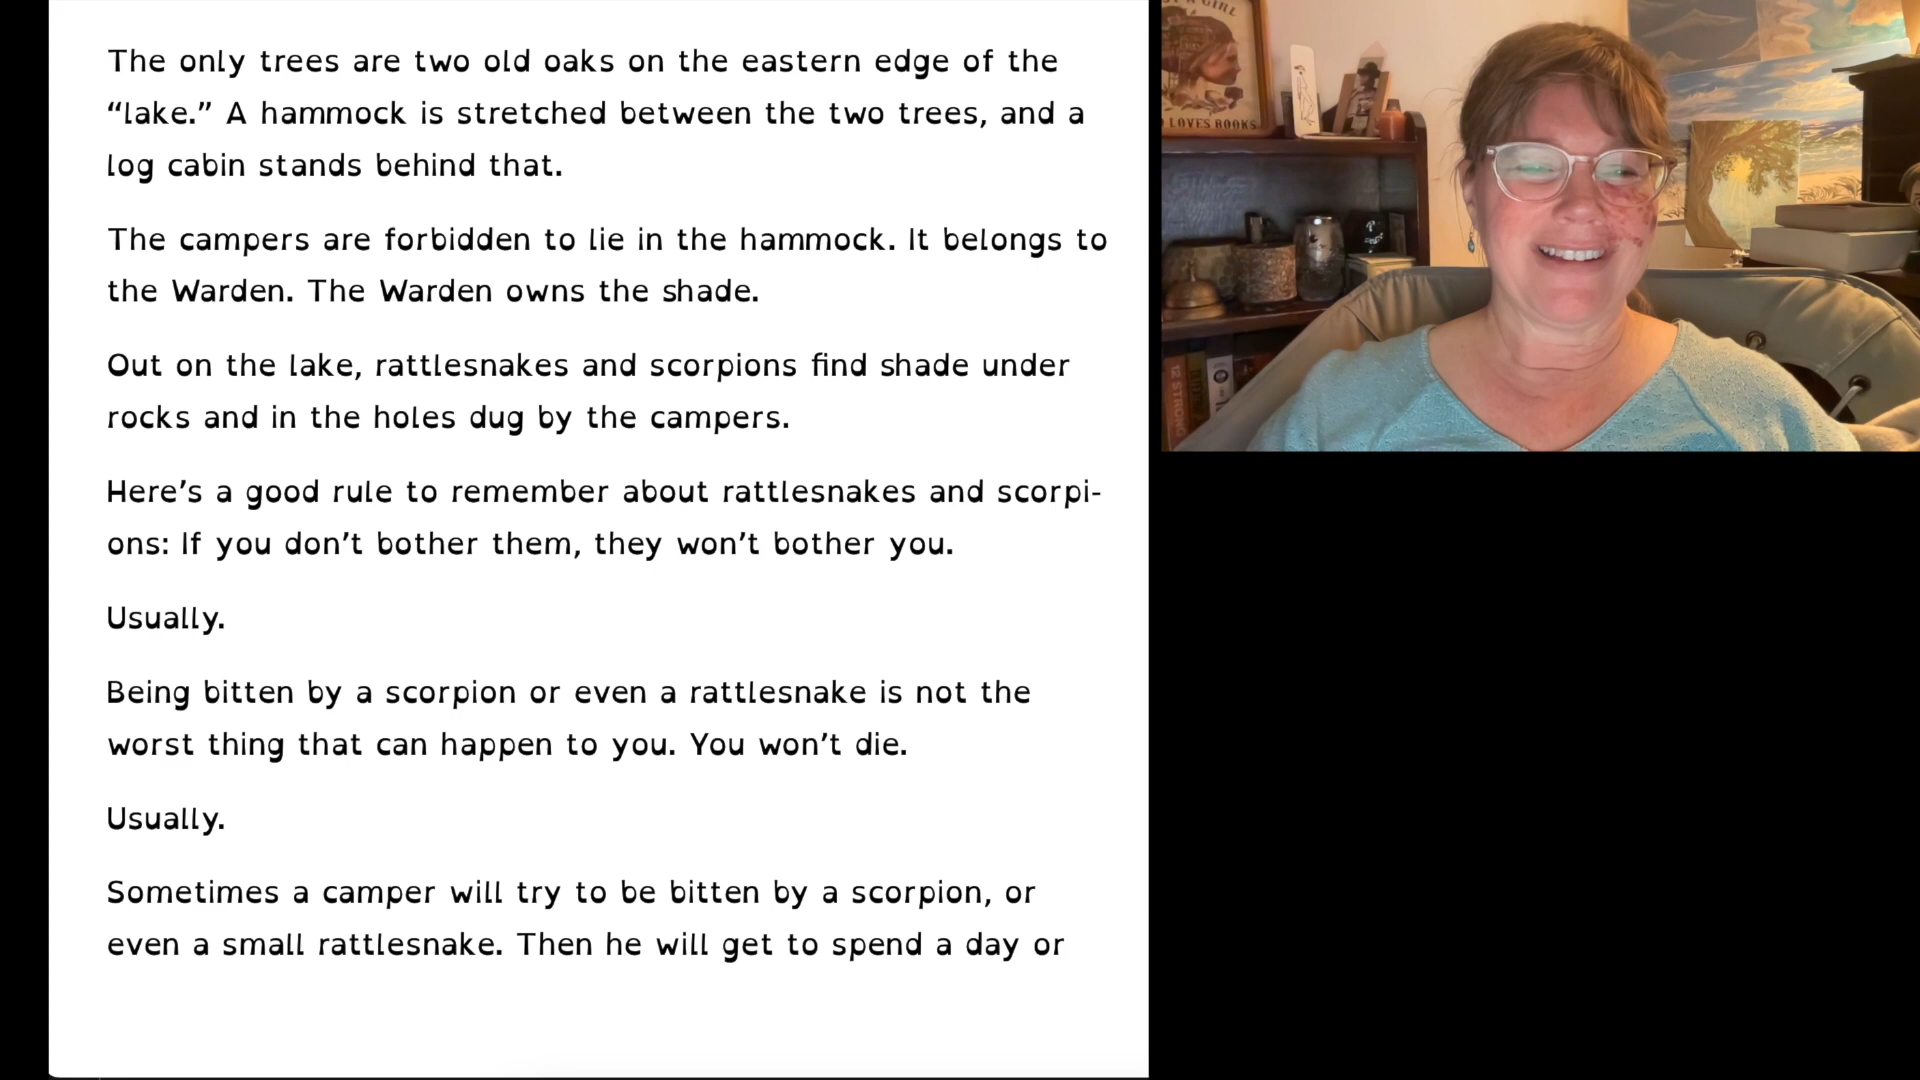 The only trees are two old oaks on the eastern edge of the
“lake.” A hammock is stretched between the two trees, and a
log cabin stands behind that.
The campers are forbidden to lie in the hammock. It belongs to
the Warden. The Warden owns the shade.
Out on the lake, rattlesnakes and scorpions find shade under
rocks and in the holes dug by the campers.
Here’s a good rule to remember about rattlesnakes and scorpi-
ons: If you don’t bother them, they won’t bother you.
Usually.
Being bitten by a scorpion or even a rattlesnake is not the
worst thing that can happen to you. You won’t die.
Usually.
Sometimes a camper will try to be bitten by a scorpion, or
even a small rattlesnake. Then he will get to spend a day or
GIRL
LOVES BOOKS